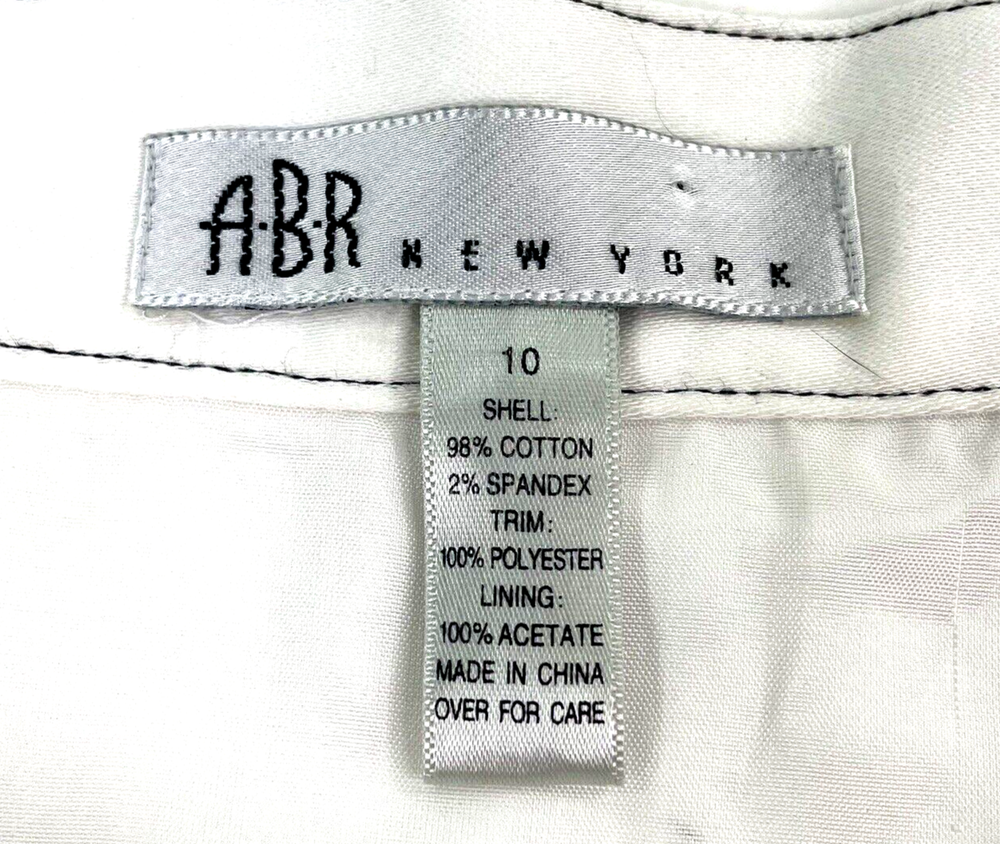 A·B·R NEW YORK
10
SHELL:
98% COTTON
2% SPANDEX
TRIM:
100% POLYESTER
LINING:
100% ACETATE
MADE IN CHINA
OVER FOR CARE